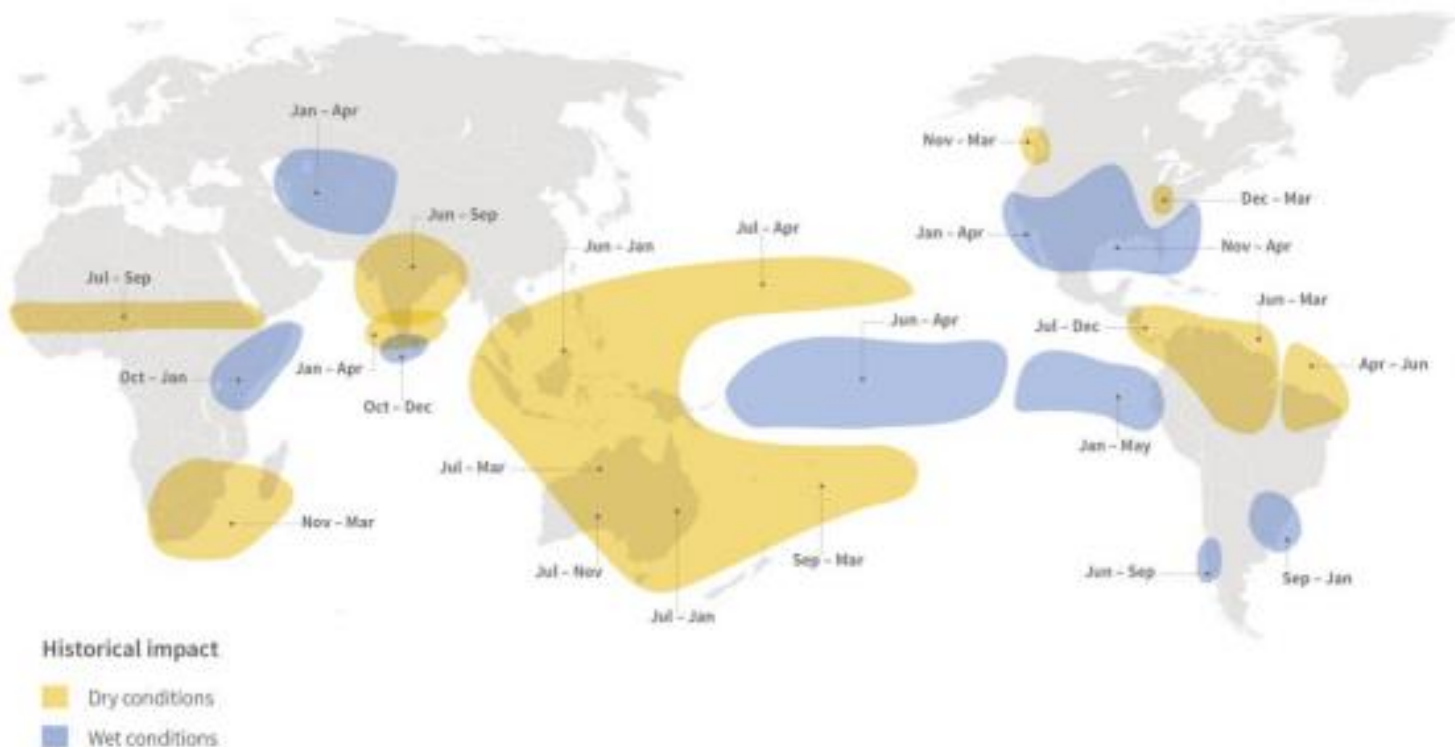 Jan – Apr
Nov – Mar
Jun – Sep
Dec – Mar
Jul – Apr
Jan – Apr
Jun – Jan
Nov – Apr
Jul – Sep
Jun – Mar
Jun – Apr
Jul – Dec
Apr – Jun
Jan – Apr
Oct – Jan
Oct – Dec
Jan – May
Jul – Mar
Nov – Mar
Sep – Mar
Jul – Nov
Jun – Sep
Sep – Jan
Jul – Jan
Historical impact
Dry conditions
Wet conditions